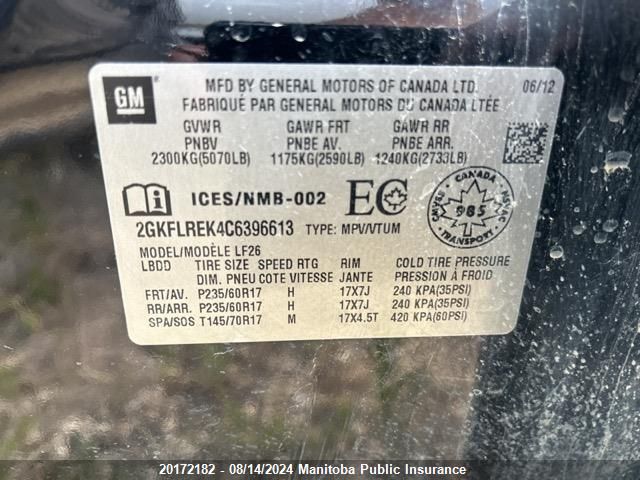 GM
MFD BY GENERAL MOTORS OF CANADA LTD. 06/12
FABRIQUÉ PAR GENERAL MOTORS DU CANADA LTÉE
GVWR GAWR FRT GAWR RR
PNBV PNBE AV. PNBE ARR.
2300KG(5070LB) 1175KG(2590LB) 1240KG(2733LB)
ICES/NMB-002 EC
CANADA
985
TRANSPORT
2GKFLREK4C6396613 TYPE: MPV/VTUM
MODEL/MODÈLE LF26
LBDD TIRE SIZE SPEED RTG RIM COLD TIRE PRESSURE
DIM. PNEU COTE VITESSE JANTE PRESSION À FROID
FRT/AV. P235/60R17 H 17X7J 240 KPA(35PSI)
RR/ARR. P235/60R17 H 17X7J 240 KPA(35PSI)
SPA/SOS T145/70R17 M 17X4.5T 420 KPA(60PSI)
20172182 - 08/14/2024 Manitoba Public Insurance